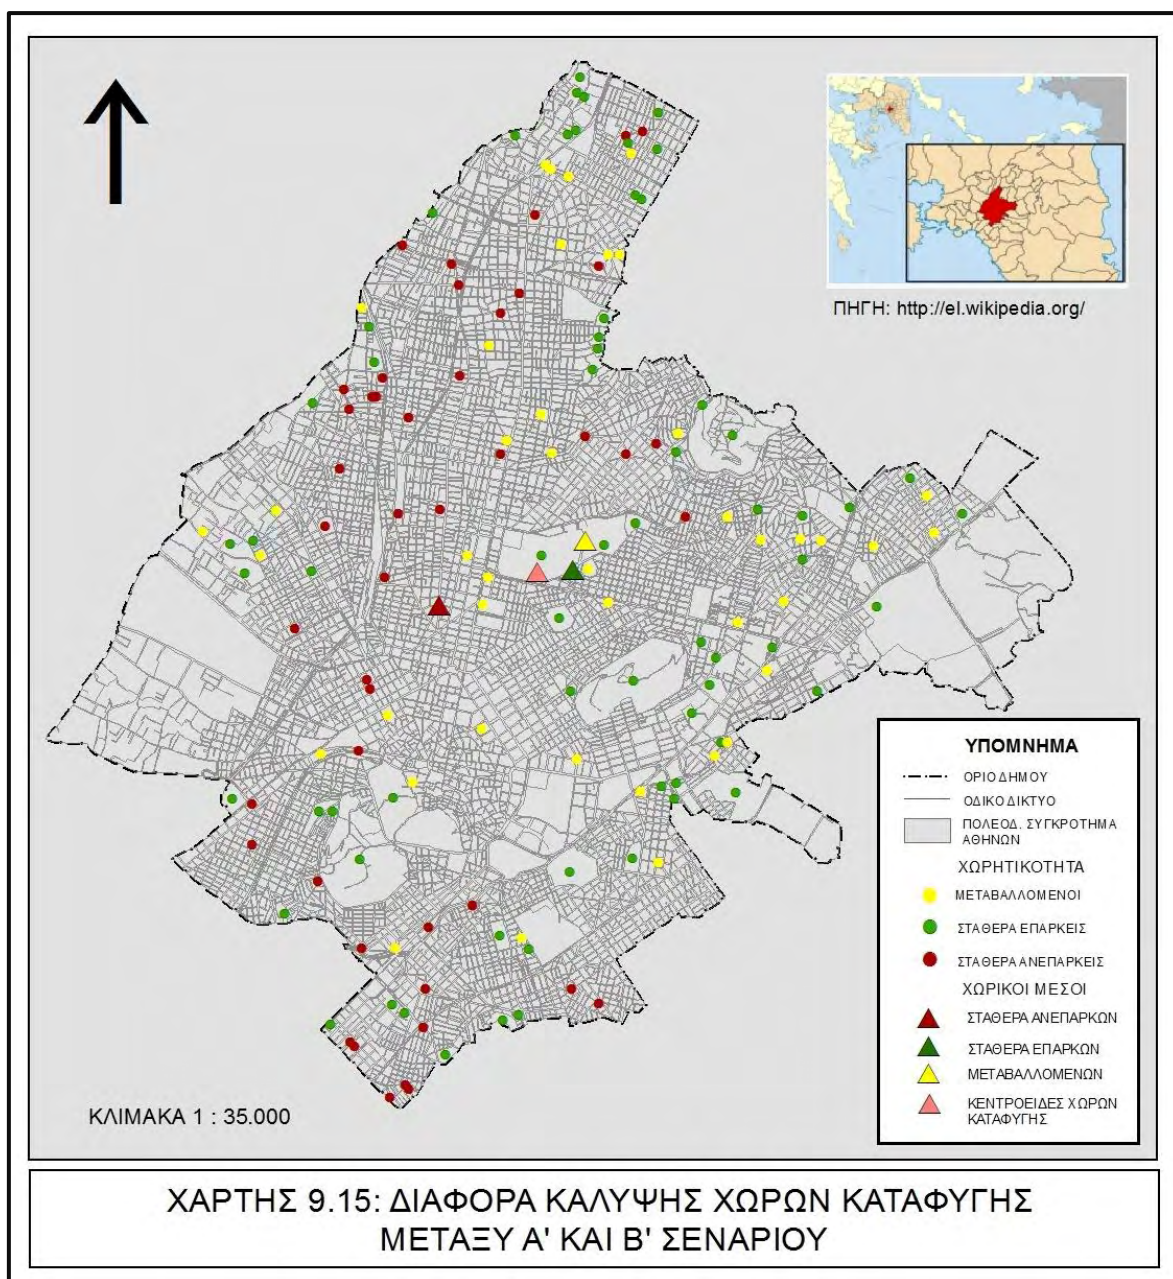 ΠΗΓΗ: http://el.wikipedia.org/
ΥΠΟΜΝΗΜΑ
ΟΡΙΟ ΔΗΜΟΥ
ΟΔΙΚΟ ΔΙΚΤΥΟ
ΠΟΛΕΟΔ. ΣΥΓΚΡΟΤΗΜΑ
ΑΘΗΝΩΝ
ΧΩΡΗΤΙΚΟΤΗΤΑ
ΜΕΤΑΒΑΛΛΟΜΕΝΟΙ
ΣΤΑΘΕΡΑ ΕΠΑΡΚΕΙΣ
ΣΤΑΘΕΡΑ ΑΝΕΠΑΡΚΕΙΣ
ΧΩΡΙΚΟΙ ΜΕΣΟΙ
ΣΤΑΘΕΡΑ ΑΝΕΠΑΡΚΩΝ
ΣΤΑΘΕΡΑ ΕΠΑΡΚΩΝ
ΜΕΤΑΒΑΛΛΟΜΕΝΩΝ
ΚΕΝΤΡΟΕΙΔΕΣ ΧΩΡΩΝ
ΚΑΤΑΦΥΓΗΣ
ΚΛΙΜΑΚΑ 1 : 35.000
ΧΑΡΤΗΣ 9.15: ΔΙΑΦΟΡΑ ΚΑΛΥΨΗΣ ΧΩΡΩΝ ΚΑΤΑΦΥΓΗΣ
ΜΕΤΑΞΥ Α' ΚΑΙ Β' ΣΕΝΑΡΙΟΥ